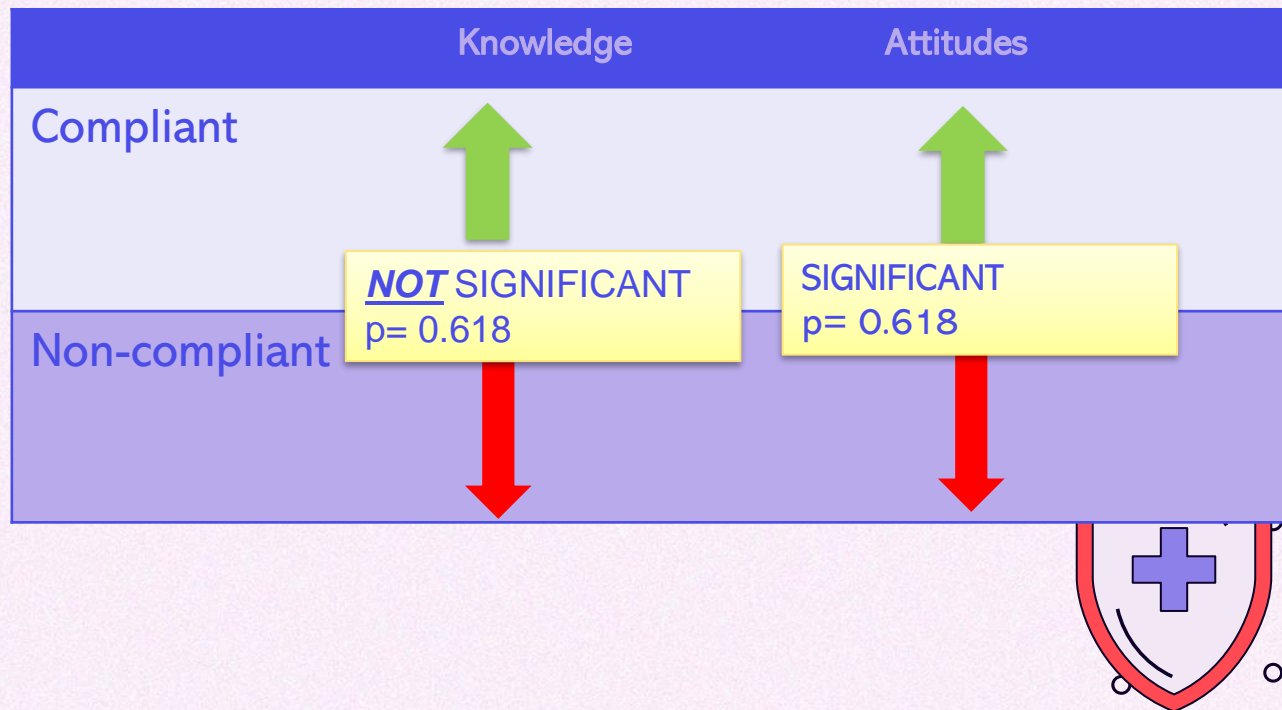 Knowledge
Attitudes
Compliant
NOT SIGNIFICANT
p= 0.618
SIGNIFICANT
p= 0.618
Non-compliant